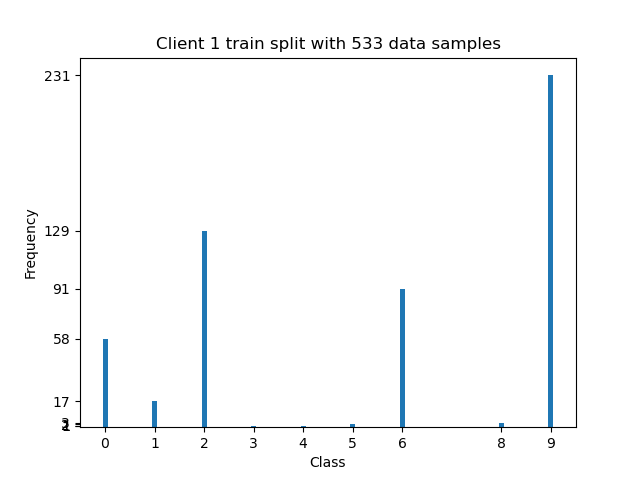 Client 1 train split with 533 data samples
231
129
91
58
17
Frequency
0 1 2 3 4 5 6 8 9
Class